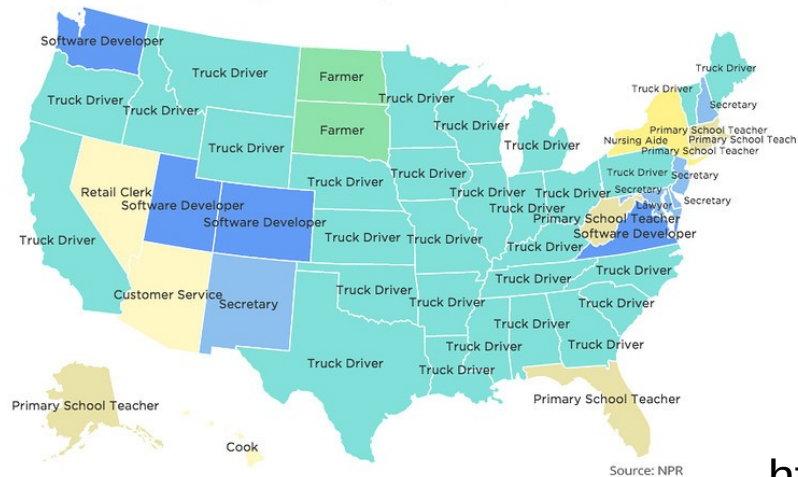 Software Developer
Truck Driver
Truck Driver
Truck Driver
Truck Driver
Farmer
Farmer
Truck Driver
Truck Driver
Truck Driver
Truck Driver
Truck Driver
Secretary
Nursing Aide
Primary School Teacher
Primary School Teach
Primary School Teacher
Retail Clerk
Software Developer
Software Developer
Truck Driver
Truck Driver
Truck Driver
Truck Driver
Truck Driver
Truck Driver
Secretary
Secretary
Secretary
Lawyer
Primary School Teacher
Software Developer
Truck Driver
Truck Driver
Truck Driver
Truck Driver
Customer Service
Secretary
Truck Driver
Truck Driver
Truck Driver
Truck Driver
Truck Driver
Truck Driver
Truck Driver
Truck Driver
Truck Driver
Truck Driver
Truck Driver
Primary School Teacher
Primary School Teacher
Cook
Source: NPR